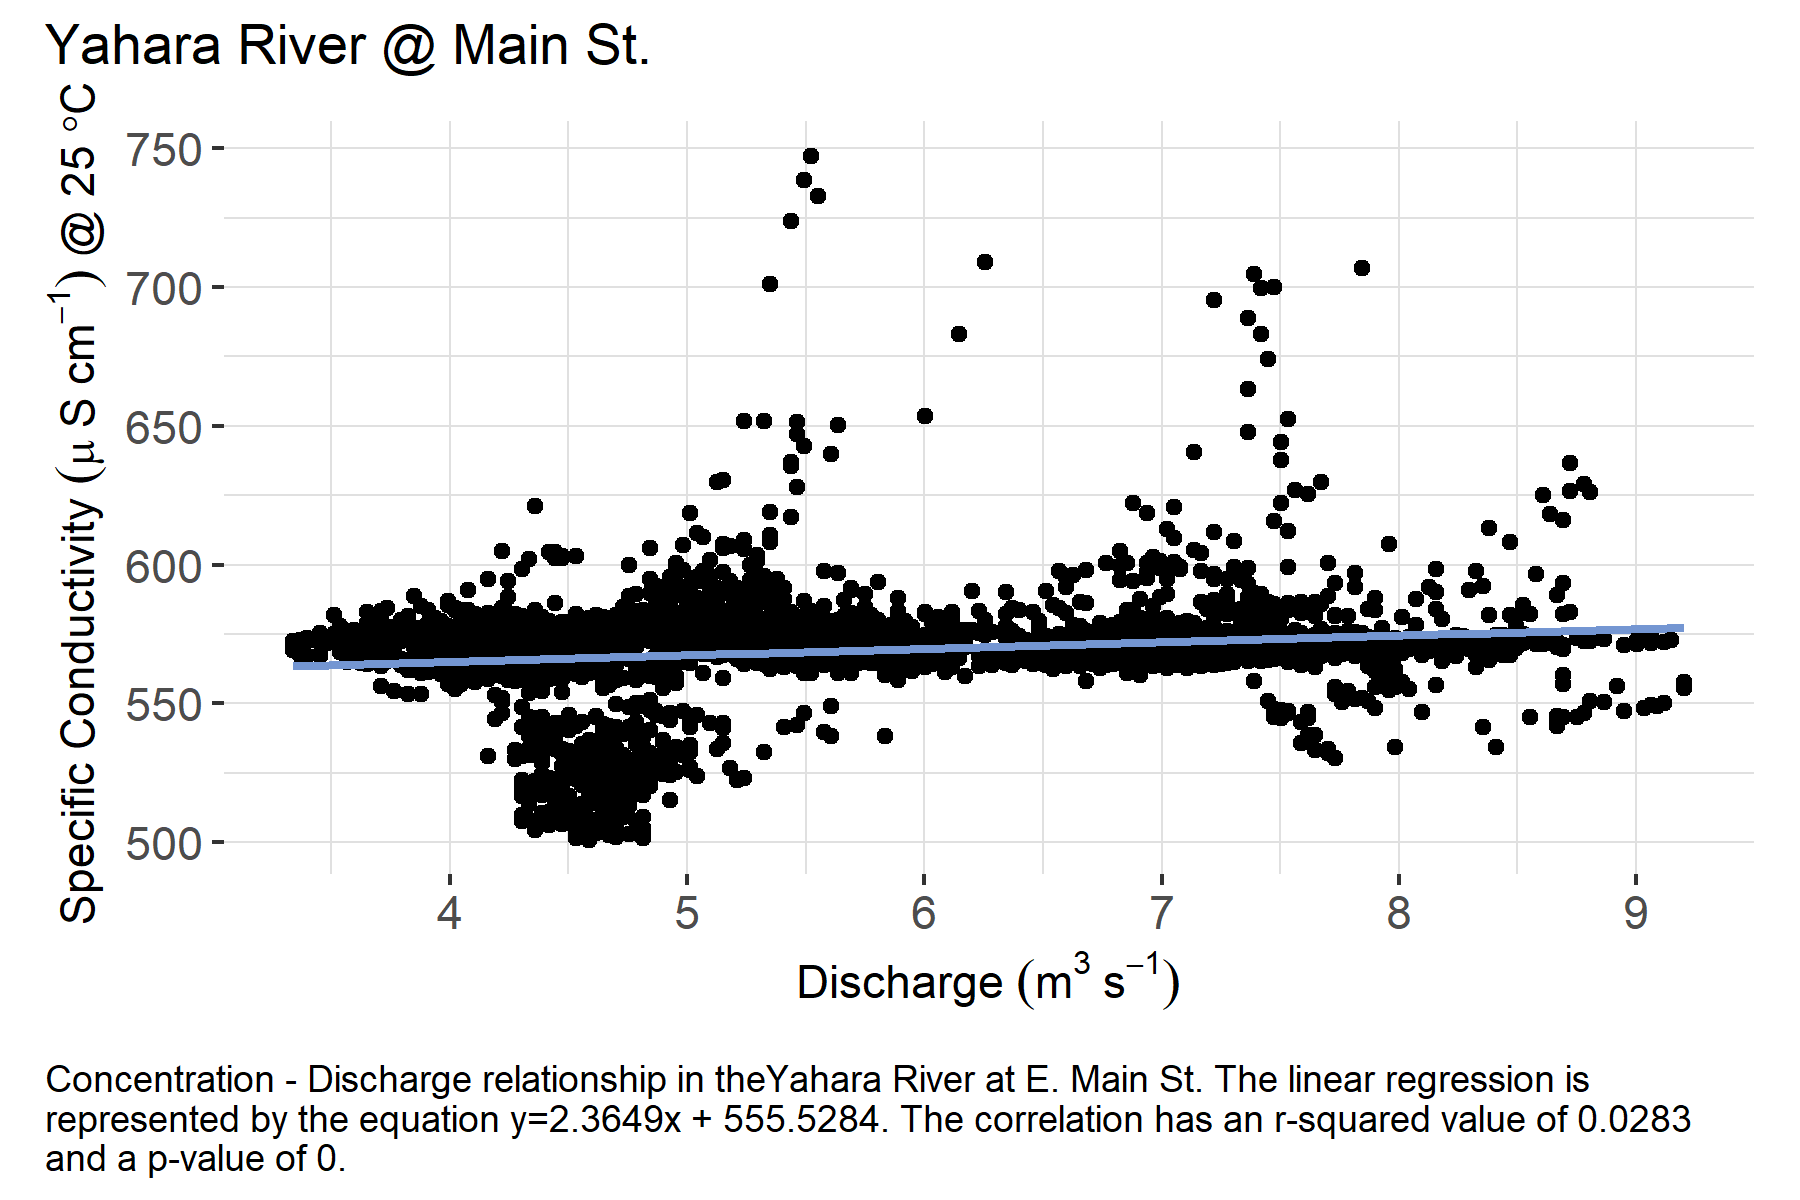 Yahara River @ Main St.
Specific Conductivity (μ S cm⁻¹) @ 25 °C
750
700
650
600
550
500
4 5 6 7 8 9
Discharge (m³ s⁻¹)
Concentration - Discharge relationship in theYahara River at E. Main St. The linear regression is
represented by the equation y=2.3649x + 555.5284. The correlation has an r-squared value of 0.0283
and a p-value of 0.